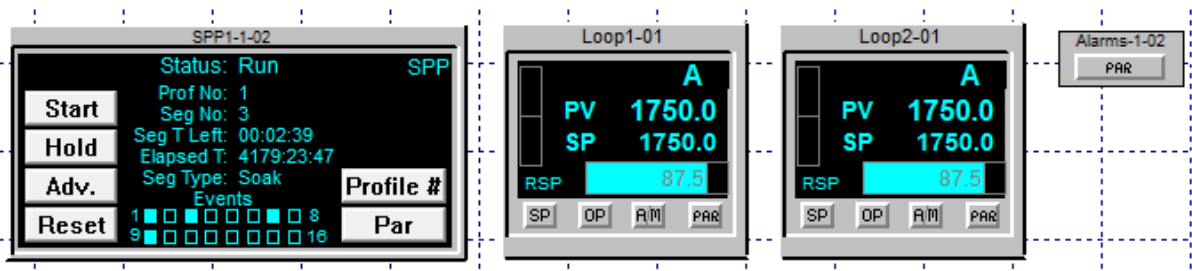 SPP1-1-02
Status: Run SPP
Prof No: 1
Start
Seg No: 3
Seg T Left: 00:02:39
Hold
Elapsed T: 4179:23:47
Adv.
Seg Type: Soak
Profile #
Events
1 8
Reset
Par
9 16
Loop1-01
A
PV 1750.0
SP 1750.0
RSP 87.5
SP OP A/M PAR
Loop2-01
A
PV 1750.0
SP 1750.0
RSP 87.5
SP OP A/M PAR
Alarms-1-02
PAR